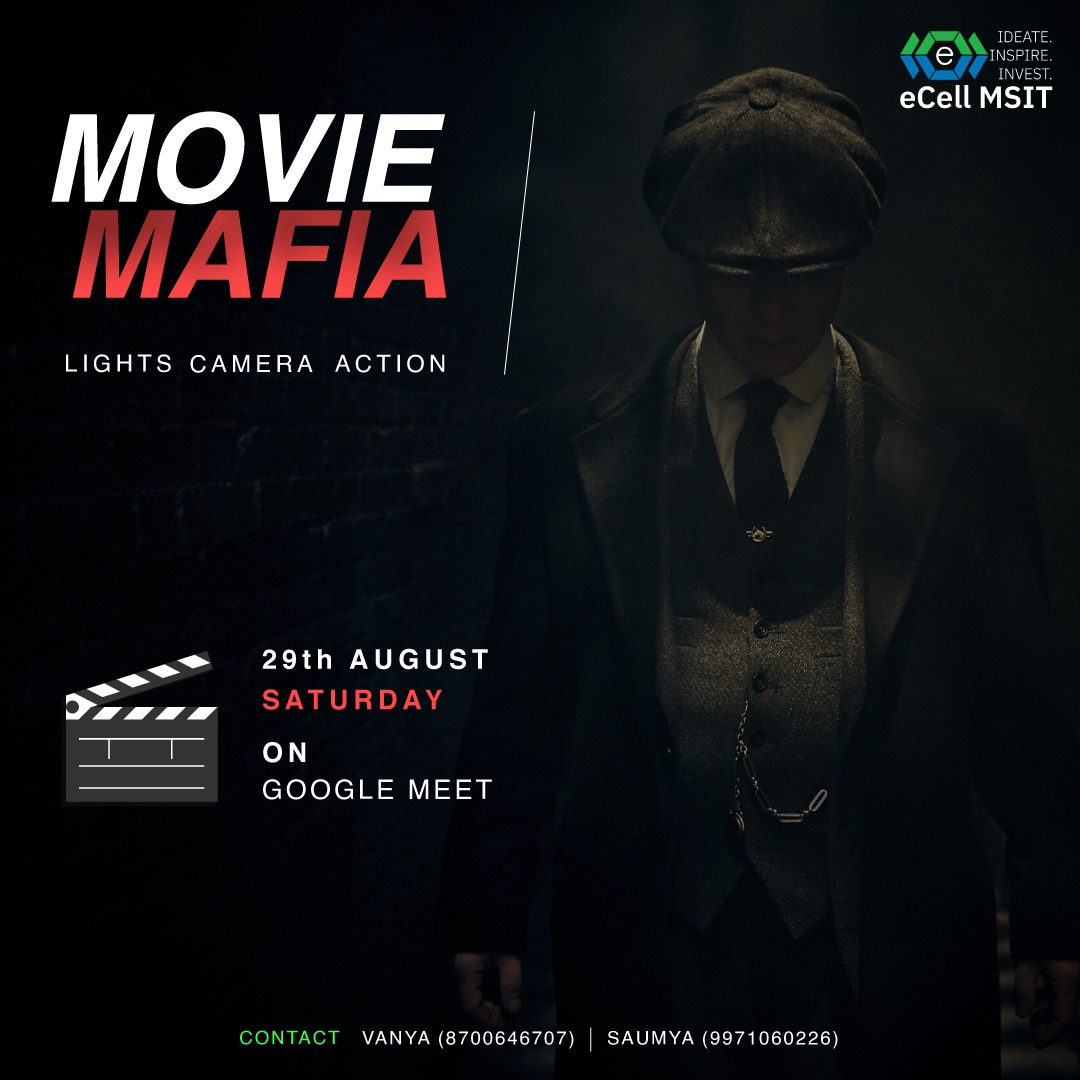 IDEATE.
INSPIRE.
INVEST.
e
eCell MSIT
MOVIE
MAFIA
LIGHTS CAMERA ACTION
29th AUGUST
SATURDAY
ON
GOOGLE MEET
CONTACT VANYA (8700646707) | SAUMYA (9971060226)